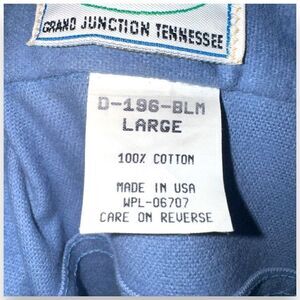 GRAND JUNCTION TENNESSEE
D-196-BLM
LARGE
100% COTTON
MADE IN USA
WPL-06707
CARE ON REVERSE